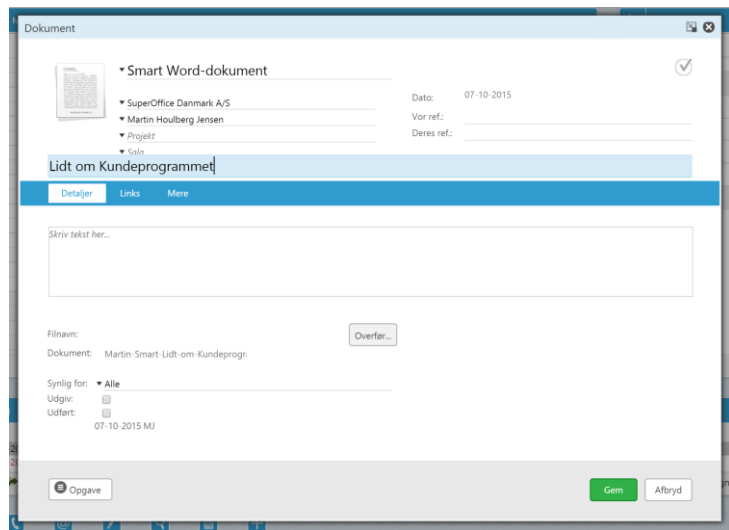 Dokument
Smart Word-dokument
SuperOffice Danmark A/S
Martin Houlberg Jensen
Projekt
Salg
Dato: 07-10-2015
Vor ref.:
Deres ref.:
Lidt om Kundeprogrammet
Detaljer Links Mere
Skriv tekst her...
Filnavn:
Overfør...
Dokument: Martin-Smart-Lidt-om-Kundeprogr.
Synlig for: Alle
Udgiv:
Udført:
07-10-2015 MJ
Opgave
Gem Afbryd